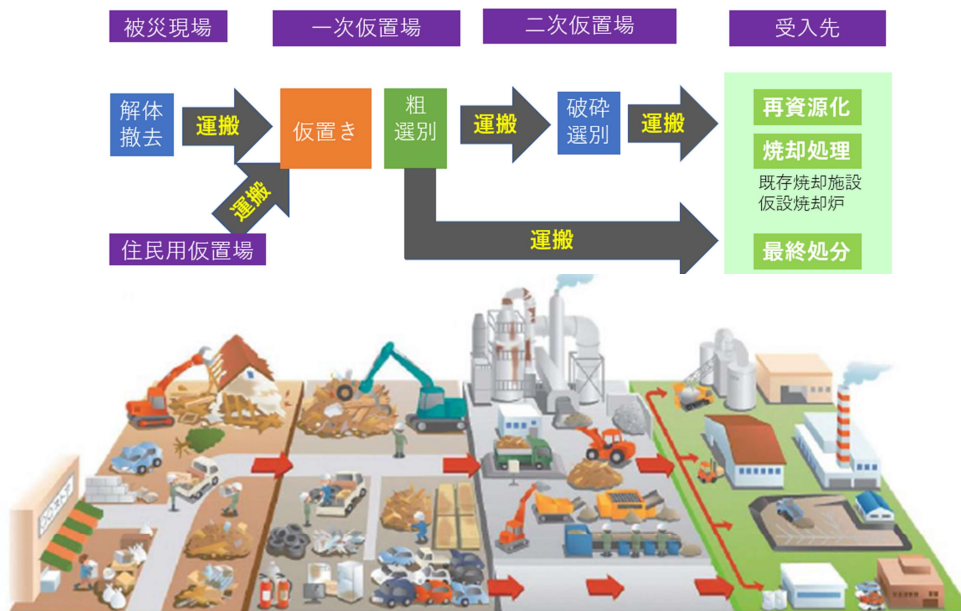 被災現場
一次仮置場
二次仮置場
受入先
解体
撤去
運搬
仮置き
粗
選別
運搬
破砕
選別
運搬
再資源化
焼却処理
既存焼却施設
仮設焼却炉
運搬
住民用仮置場
運搬
最終処分